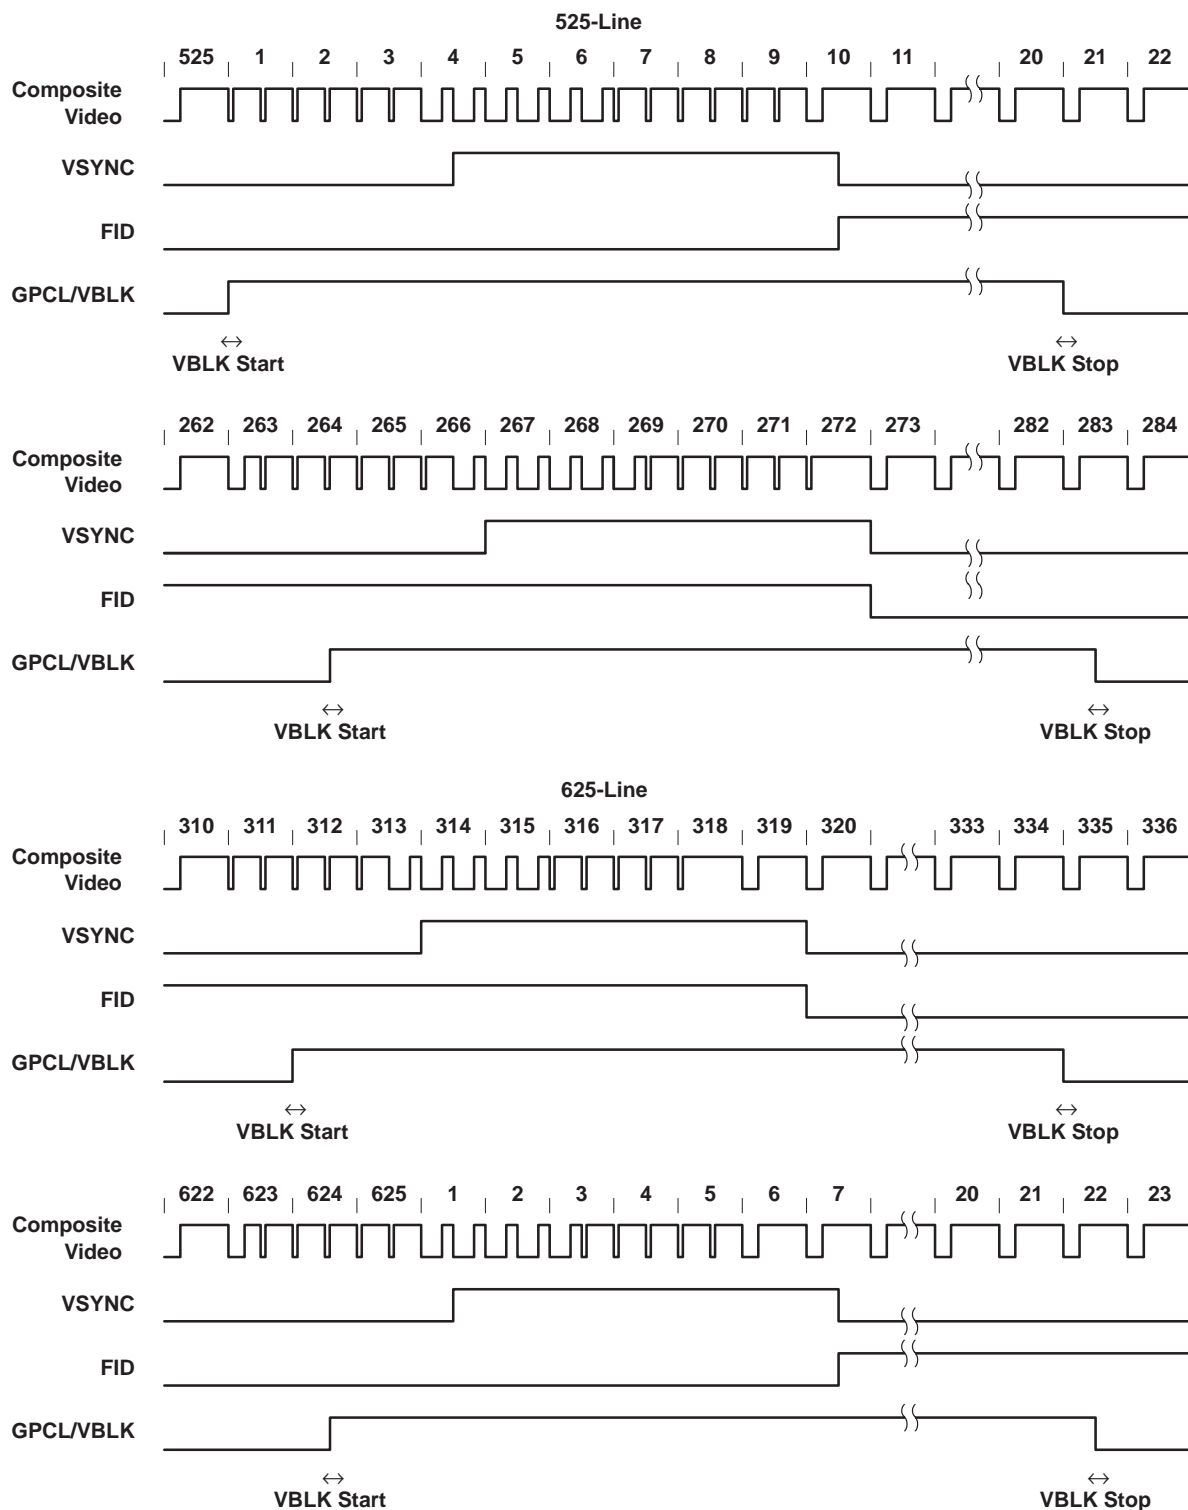 525-Line
525 1 2 3 4 5 6 7 8 9 10 11 20 21 22
Composite
Video
VSYNC
FID
GPCL/VBLK
VBLK Start VBLK Stop
262 263 264 265 266 267 268 269 270 271 272 273 282 283 284
Composite
Video
VSYNC
FID
GPCL/VBLK
VBLK Start VBLK Stop
625-Line
310 311 312 313 314 315 316 317 318 319 320 333 334 335 336
Composite
Video
VSYNC
FID
GPCL/VBLK
VBLK Start VBLK Stop
622 623 624 625 1 2 3 4 5 6 7 20 21 22 23
Composite
Video
VSYNC
FID
GPCL/VBLK
VBLK Start VBLK Stop